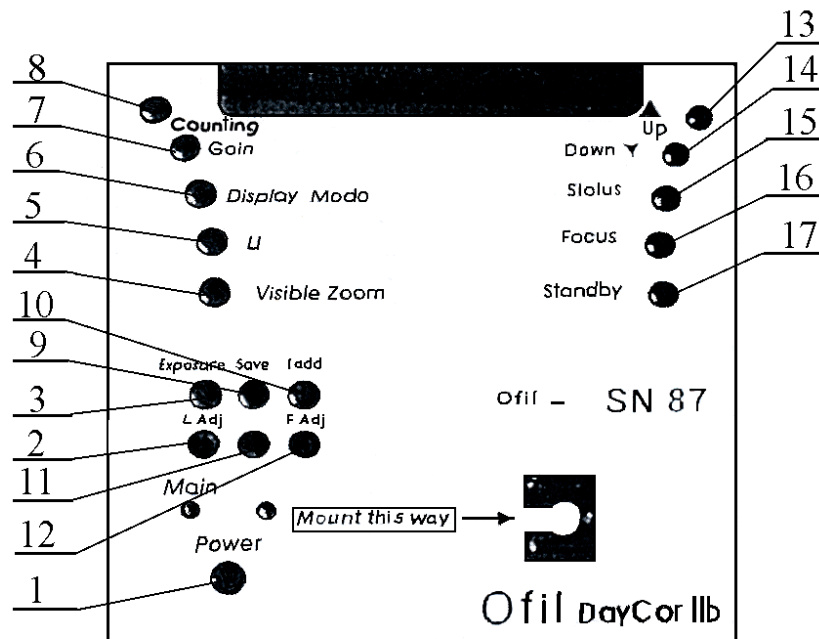 8
13
Counting
Up
7
Gain
Down
14
6
Display Modo
Slolus
15
5
u
Focus
16
4
Visible Zoom
Standby
17
10
9
Exposure Save Iadd
3
Ofil – SN 87
L Adj F Adj
2
11
Main
12
Mount this way
Power
1
Ofil DayCor IIb